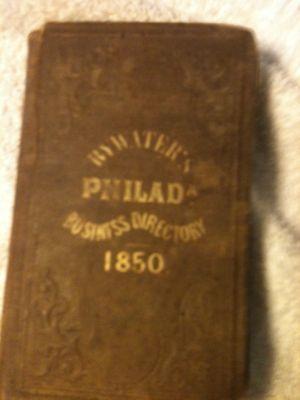 BYWATER'S
PHILADA
BUSINESS DIRECTORY
1850